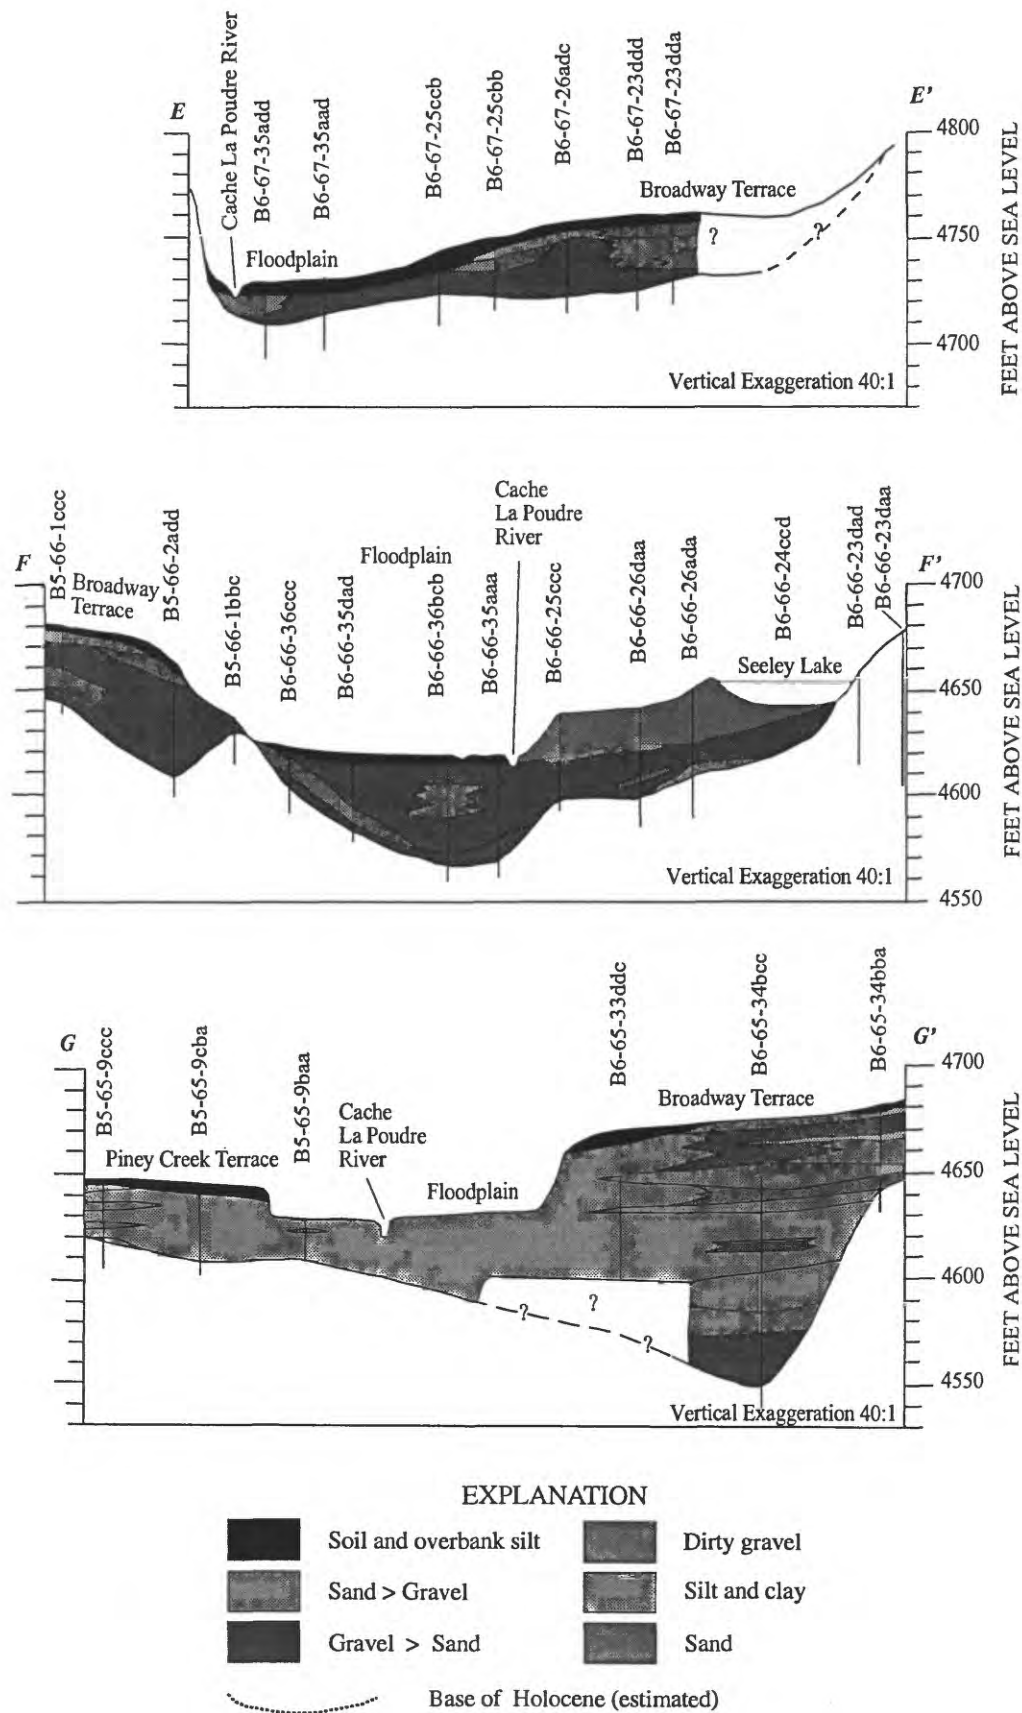 E
Cache La Poudre River
B6-67-35add
B6-67-35aad
B6-67-25ccb
B6-67-25cbb
B6-67-26adc
B6-67-23ddd
B6-67-23dda
E'
Floodplain
Broadway Terrace
?
?
4800
4750
4700
FEET ABOVE SEA LEVEL
Vertical Exaggeration 40:1
F
B5-66-1ccc
Broadway
Terrace
B5-66-2add
B5-66-1bbc
B6-66-36ccc
B6-66-35dad
Floodplain
B6-66-36bcb
B6-66-35aaa
Cache
La Poudre
River
B6-66-25ccc
B6-66-26daa
B6-66-26ada
B6-66-24ccd
Seeley Lake
B6-66-23dad
B6-66-23daa
F'
4700
4650
4600
4550
FEET ABOVE SEA LEVEL
Vertical Exaggeration 40:1
G
B5-65-9ccc
B5-65-9cba
B5-65-9baa
Piney Creek Terrace
Cache
La Poudre
River
Floodplain
B6-65-33ddc
B6-65-34bcc
B6-65-34bba
Broadway Terrace
G'
?
?
?
4700
4650
4600
4550
FEET ABOVE SEA LEVEL
Vertical Exaggeration 40:1
EXPLANATION
Soil and overbank silt
Dirty gravel
Sand > Gravel
Silt and clay
Gravel > Sand
Sand
Base of Holocene (estimated)